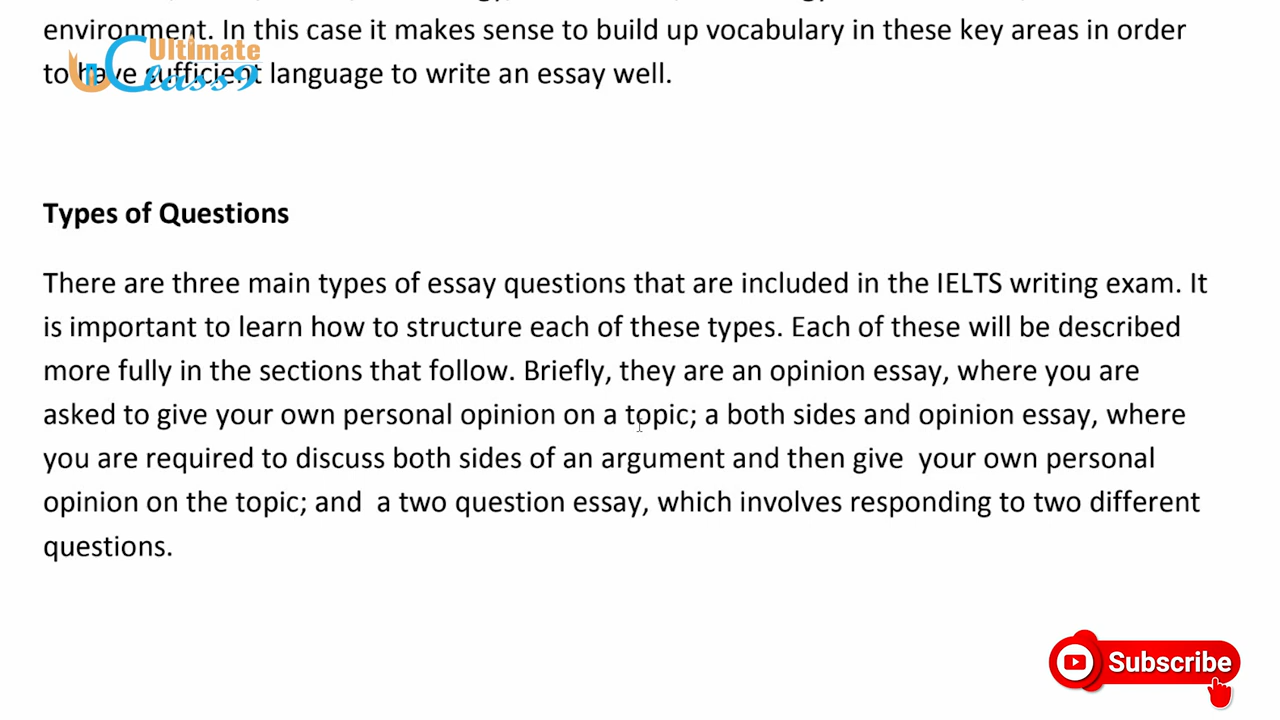 environment. In this case it makes sense to build up vocabulary in these key areas in order
Ultimate
Class9
to have sufficient language to write an essay well.
Types of Questions
There are three main types of essay questions that are included in the IELTS writing exam. It
is important to learn how to structure each of these types. Each of these will be described
more fully in the sections that follow. Briefly, they are an opinion essay, where you are
asked to give your own personal opinion on a topic; a both sides and opinion essay, where
you are required to discuss both sides of an argument and then give  your own personal
opinion on the topic; and  a two question essay, which involves responding to two different
questions.
Subscribe